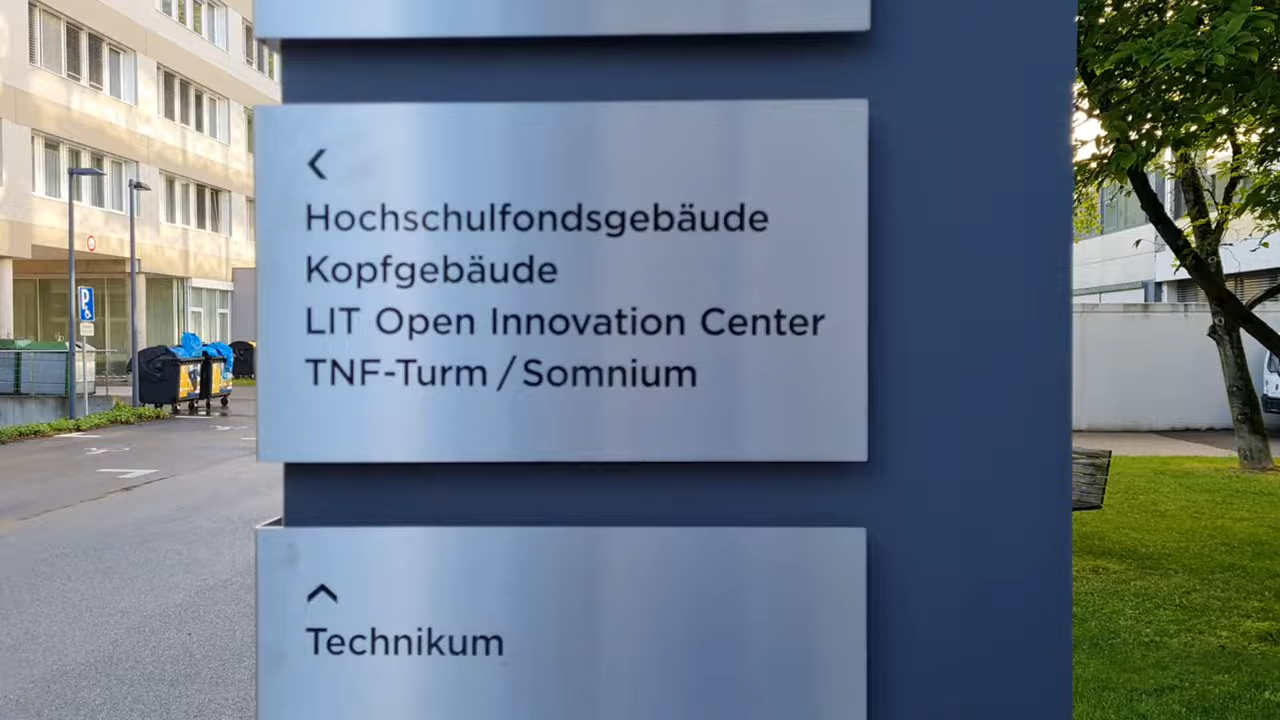 <
Hochschulfondsgebäude
Kopfgebäude
LIT Open Innovation Center
TNF-Turm / Somnium
^
Technikum
P